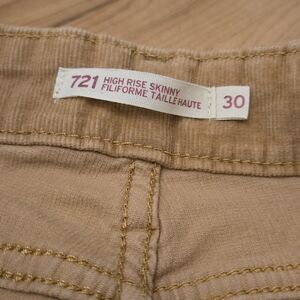 721 HIGH RISE SKINNY
FILIFORME TAILLE HAUTE
30